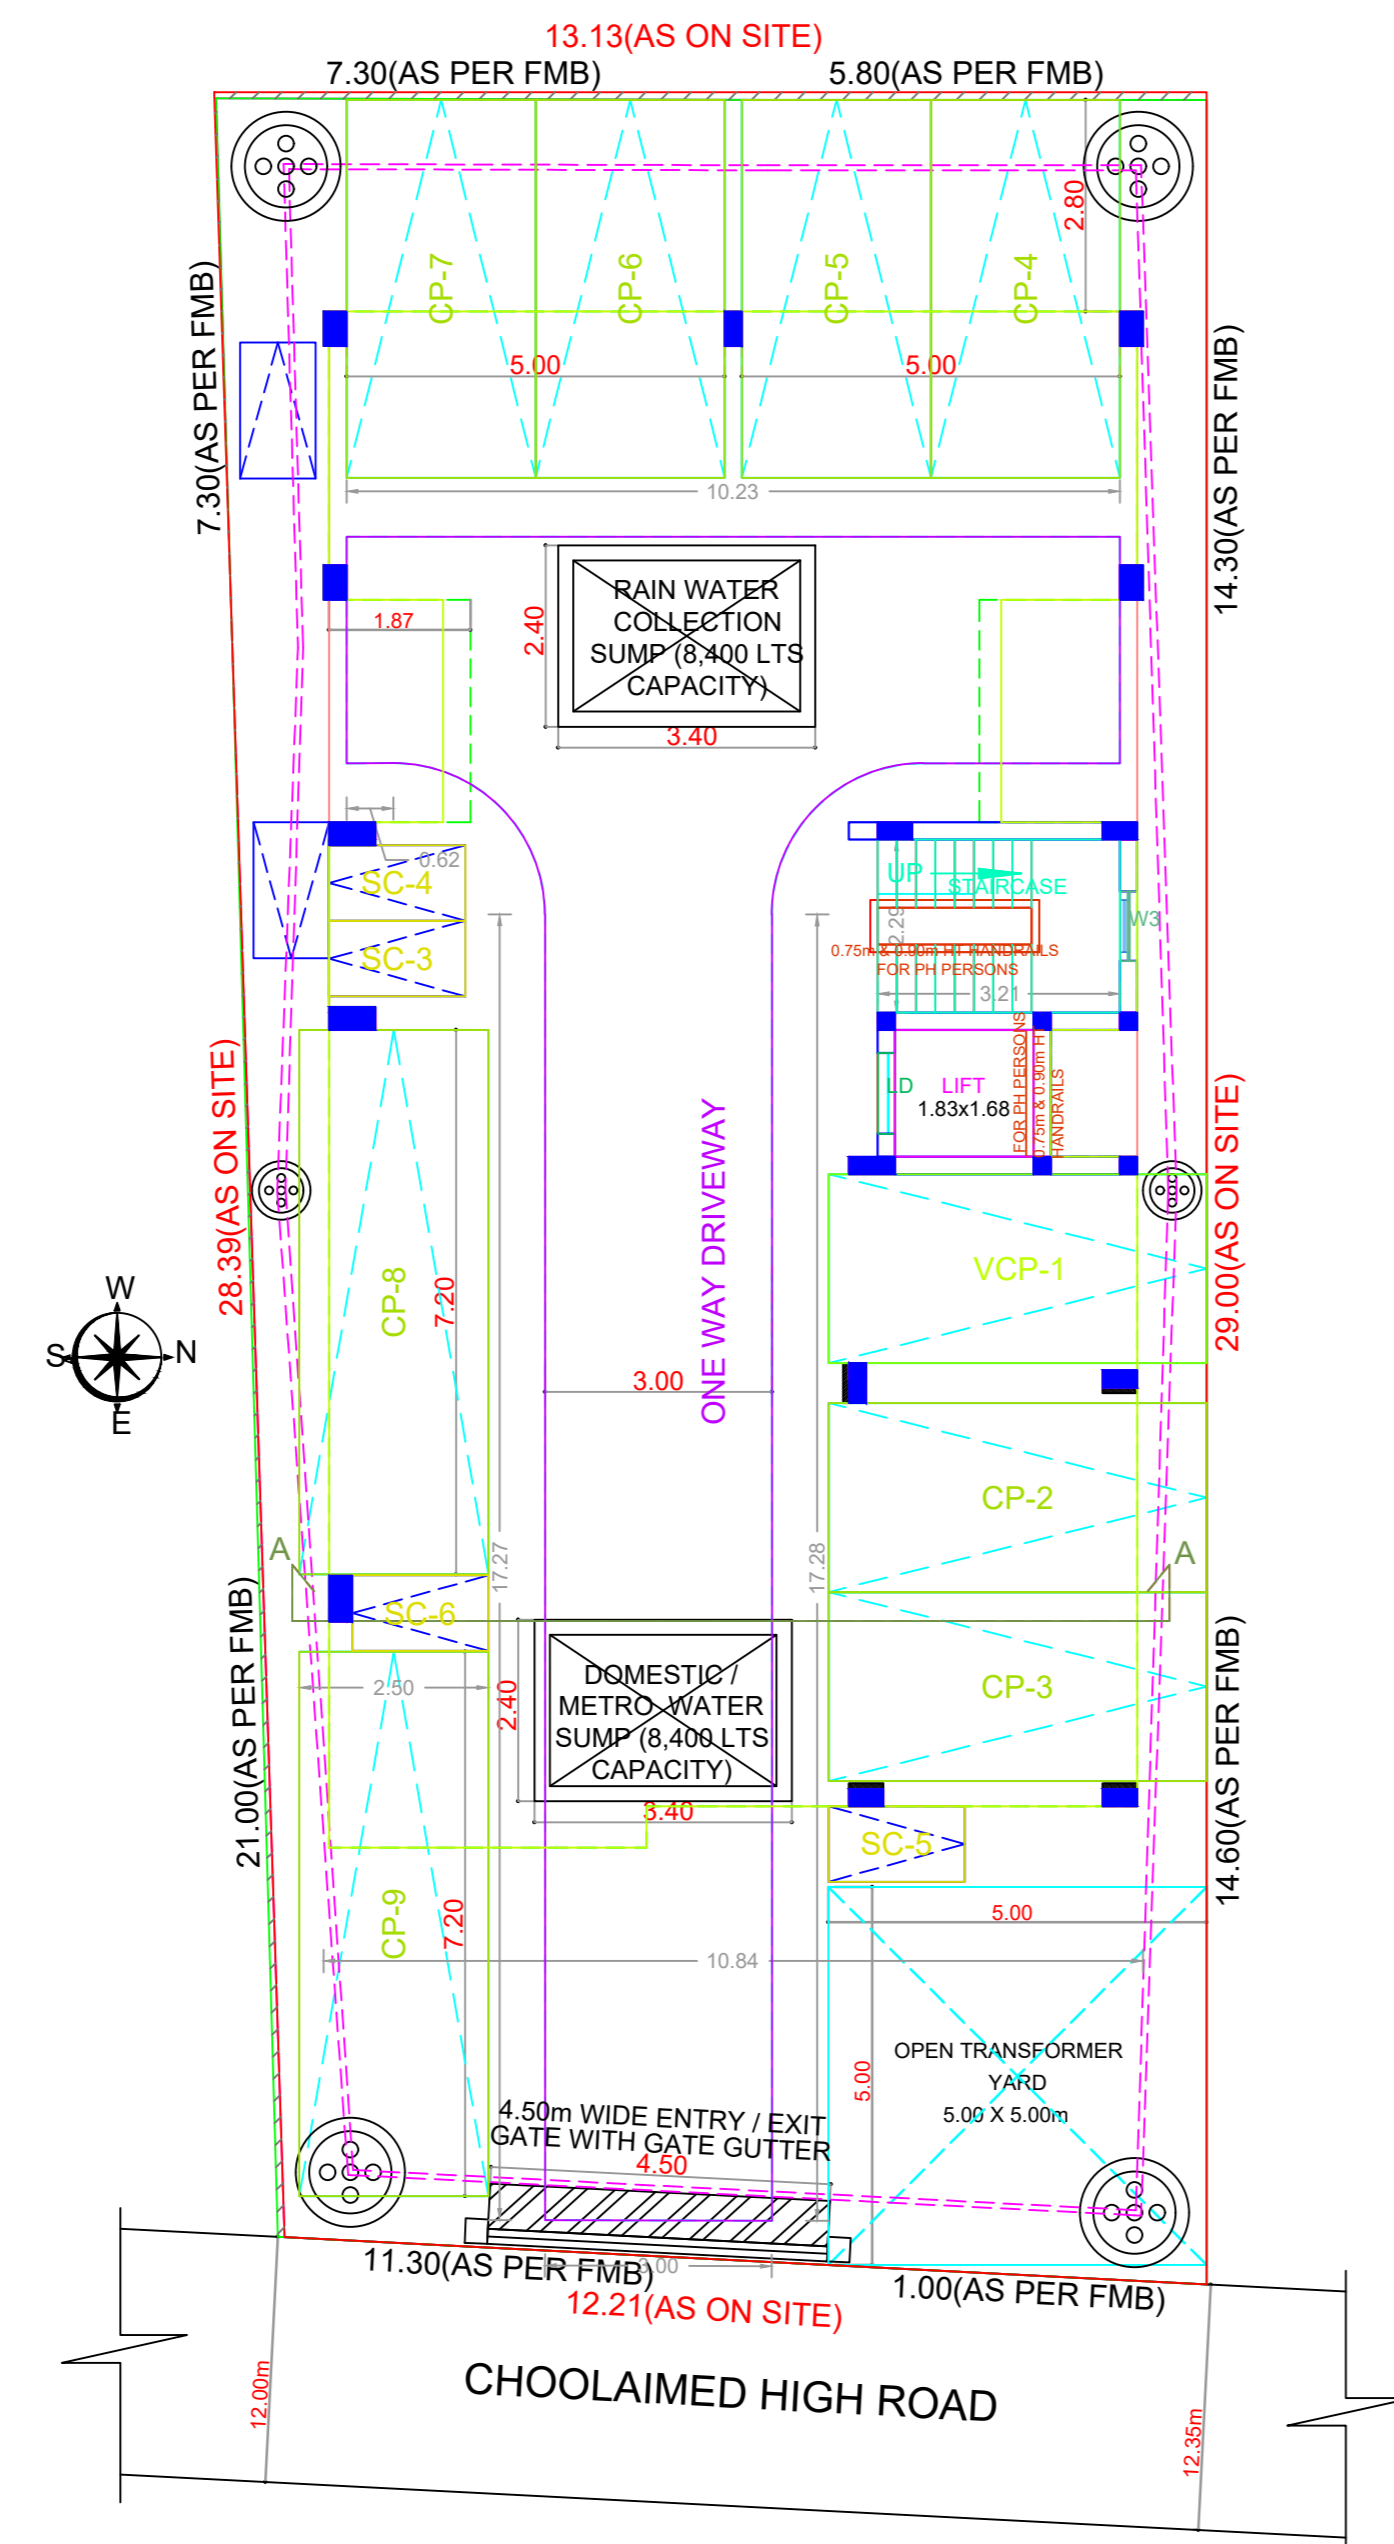 13.13(AS ON SITE)
7.30(AS PER FMB)
5.80(AS PER FMB)
2.80
CP-7
CP-6
CP-5
CP-4
7.30(AS PER FMB)
14.30(AS PER FMB)
5.00
5.00
10.23
RAIN WATER
COLLECTION
SUMP (8,400 LTS
CAPACITY)
2.40
3.40
1.87
0.62
SC-4
SC-3
UP
STAIRCASE
W3
2.29
0.75m & 0.90m HT HANDRAILS
FOR PH PERSONS
3.21
LD
LIFT
1.83x1.68
FOR PH PERSONS
0.75m & 0.90m HT
HANDRAILS
28.39(AS ON SITE)
29.00(AS ON SITE)
VCP-1
CP-8
7.20
ONE WAY DRIVEWAY
3.00
W
S
N
E
CP-2
A
A
17.27
17.28
SC-6
CP-3
21.00(AS PER FMB)
14.60(AS PER FMB)
2.50
2.40
DOMESTIC /
METRO WATER
SUMP (8,400 LTS
CAPACITY)
3.40
SC-5
CP-9
7.20
5.00
10.84
5.00
OPEN TRANSFORMER
YARD
5.00 X 5.00m
4.50m WIDE ENTRY / EXIT
GATE WITH GATE GUTTER
4.50
11.30(AS PER FMB)
3.00
1.00(AS PER FMB)
12.21(AS ON SITE)
CHOOLAIMED HIGH ROAD
12.00m
12.35m